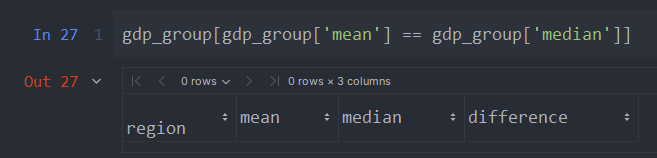 In 27 1 gdp_group[gdp_group['mean'] == gdp_group['median']]
Out 27 0 rows 0 rows × 3 columns
region mean median difference